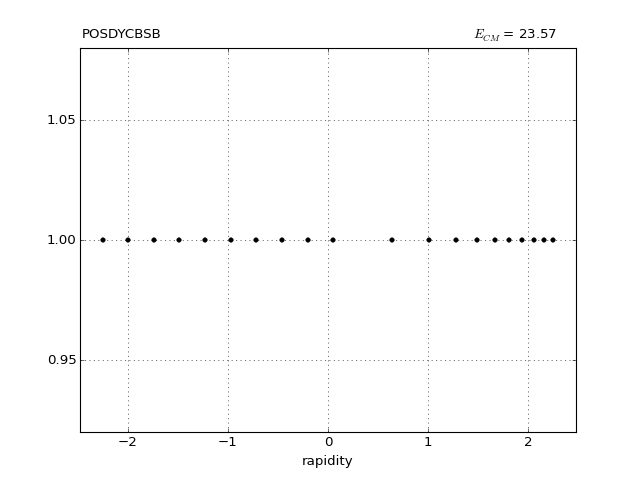 POSDYCBSB
E_CM = 23.57
1.05
1.00
0.95
−2 −1 0 1 2
rapidity